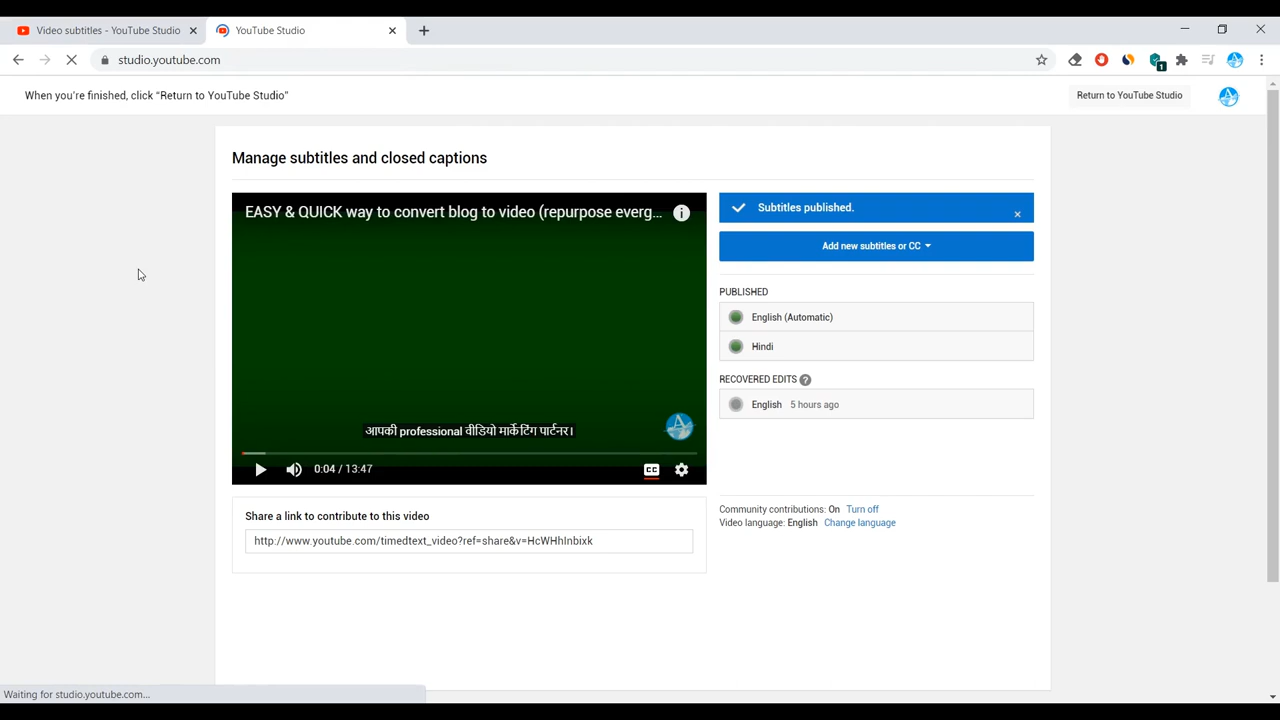 Video subtitles - YouTube Studio
YouTube Studio
studio.youtube.com
1
When you're finished, click “Return to YouTube Studio”
Return to YouTube Studio
Manage subtitles and closed captions
EASY & QUICK way to convert blog to video (repurpose everg...
आपकी professional वीडियो मार्केटिंग पार्टनर।
0:04 / 13:47
CC
Share a link to contribute to this video
http://www.youtube.com/timedtext_video?ref=share&v=HcWHhInbixk
Subtitles published.
Add new subtitles or CC
PUBLISHED
English (Automatic)
Hindi
RECOVERED EDITS ?
English 5 hours ago
Community contributions: On Turn off
Video language: English Change language
Waiting for studio.youtube.com...